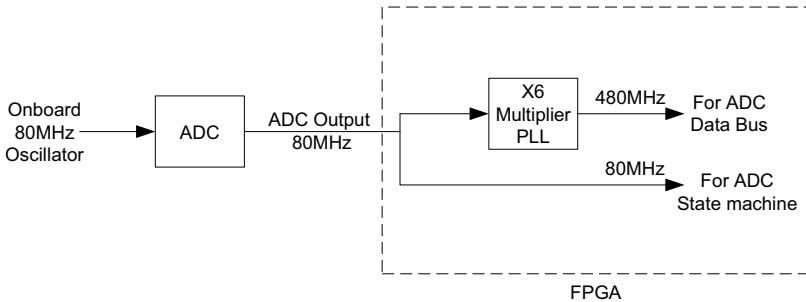 Onboard
80MHz
Oscillator
ADC
ADC Output
80MHz
X6
Multiplier
PLL
480MHz
For ADC
Data Bus
80MHz
For ADC
State machine
FPGA